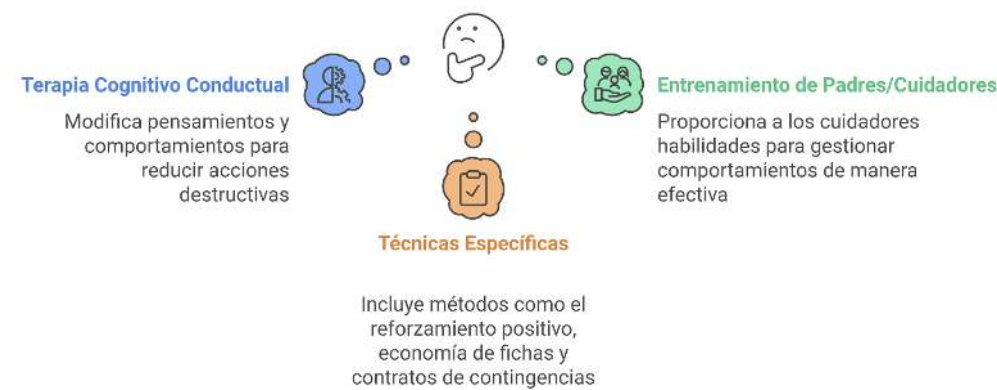 Terapia Cognitivo Conductual
Modifica pensamientos y
comportamientos para
reducir acciones
destructivas
Entrenamiento de Padres/Cuidadores
Proporciona a los cuidadores
habilidades para gestionar
comportamientos de manera
efectiva
Técnicas Específicas
Incluye métodos como el
reforzamiento positivo,
economía de fichas y
contratos de contingencias